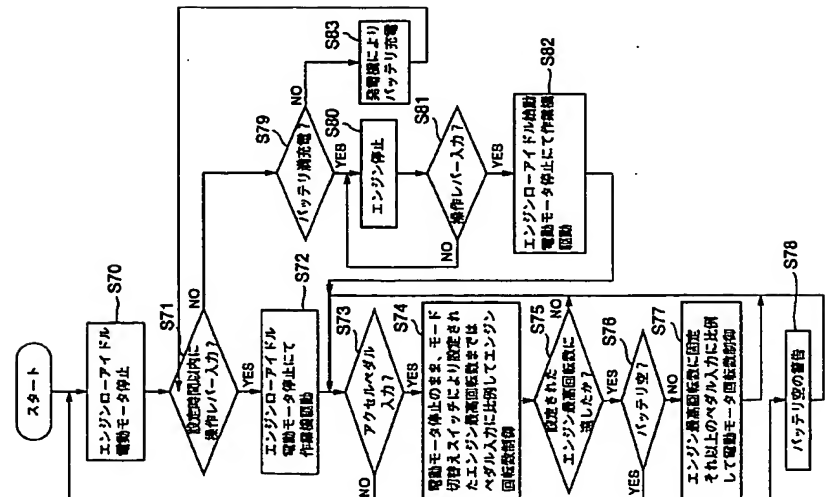 スタート
S70
エンジンローアイドル
電動モータ停止
S71
設定時間以内に
操作レバー入力？
NO
YES
S72
エンジンローアイドル
電動モータ停止にて
作業機駆動
S73
アクセルペダル
入力？
NO
YES
S74
電動モータ停止のまま、モード
切替えスイッチにより設定され
たエンジン最高回転数までは
ペダル入力に比例してエンジン
回転数制御
S75
設定された
エンジン最高回転数に
達したか？
NO
YES
S76
バッテリ空？
YES
NO
S77
エンジン最高回転数に固定
それ以上のペダル入力に比例
して電動モータ回転数制御
S78
バッテリ空の警告
S79
バッテリ満充電？
NO
YES
S83
発電機により
バッテリ充電
S80
エンジン停止
S81
操作レバー入力？
NO
YES
S82
エンジンローアイドル始動
電動モータ停止にて作業機
駆動